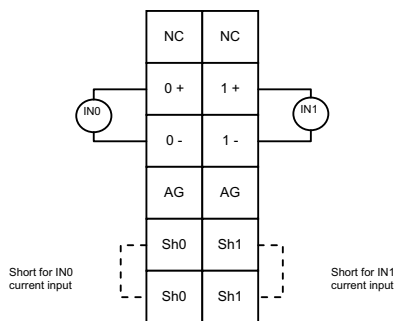 NC NC
0 + 1 +
IN0 IN1
0 - 1 -
AG AG
Sh0 Sh1
Short for IN0
current input
Short for IN1
current input
Sh0 Sh1